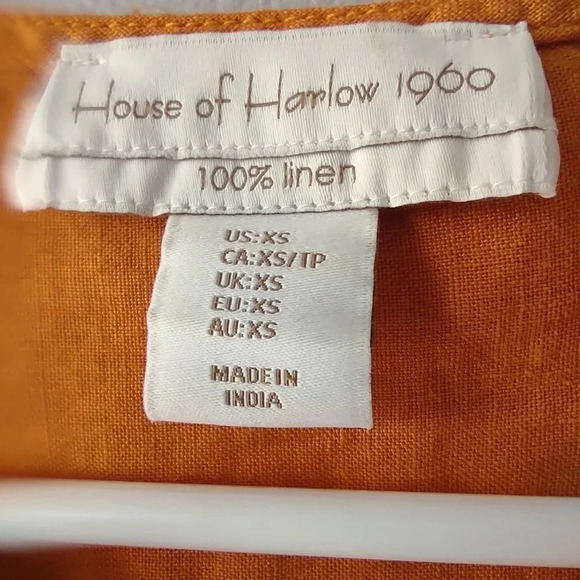 House of Harlow 1960
100% linen
US:XS
CA:XS/TP
UK:XS
EU:XS
AU:XS
MADE IN
INDIA